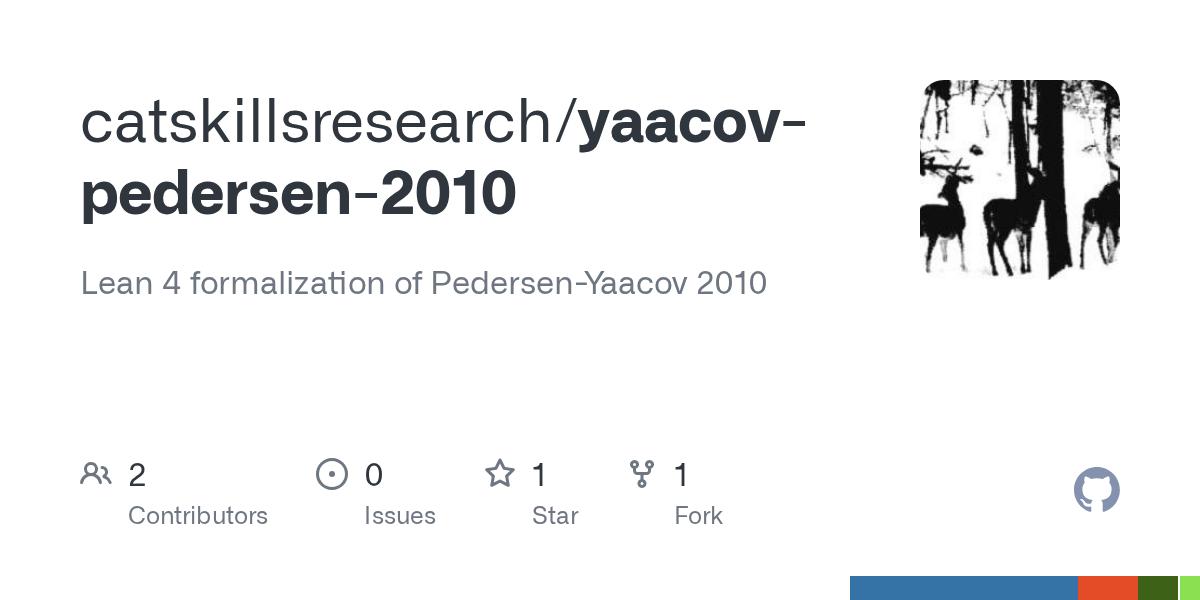 catskillsresearch/yaacov-
pedersen-2010
Lean 4 formalization of Pedersen-Yaacov 2010
2
Contributors
0
Issues
1
Star
1
Fork